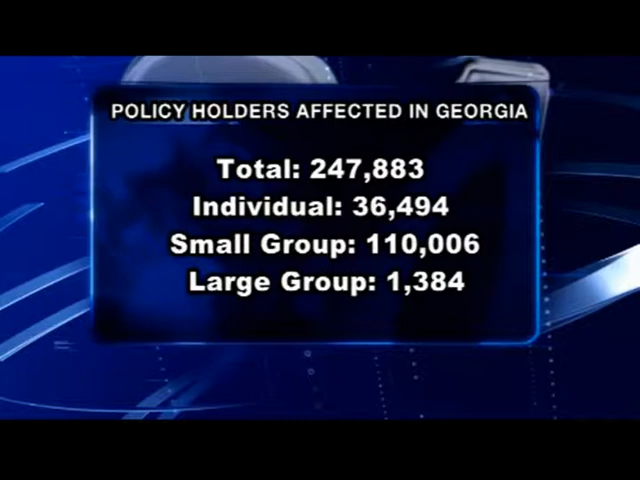 POLICY HOLDERS AFFECTED IN GEORGIA
Total: 247,883
Individual: 36,494
Small Group: 110,006
Large Group: 1,384